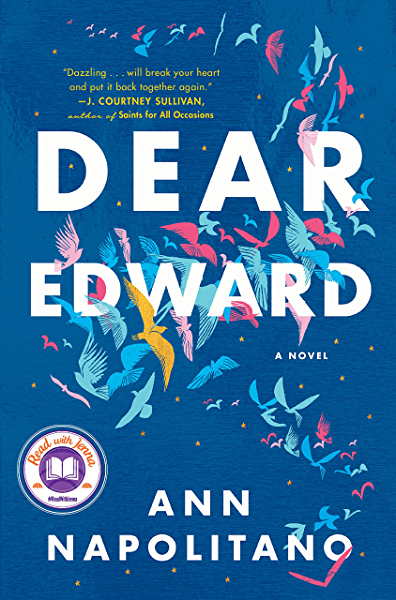 “Dazzling . . . will break your heart
and put it back together again.”
—J. COURTNEY SULLIVAN,
author of Saints for All Occasions
DEAR
EDWARD
A NOVEL
Read with Jenna
#ReadWithJenna
ANN
NAPOLITANO